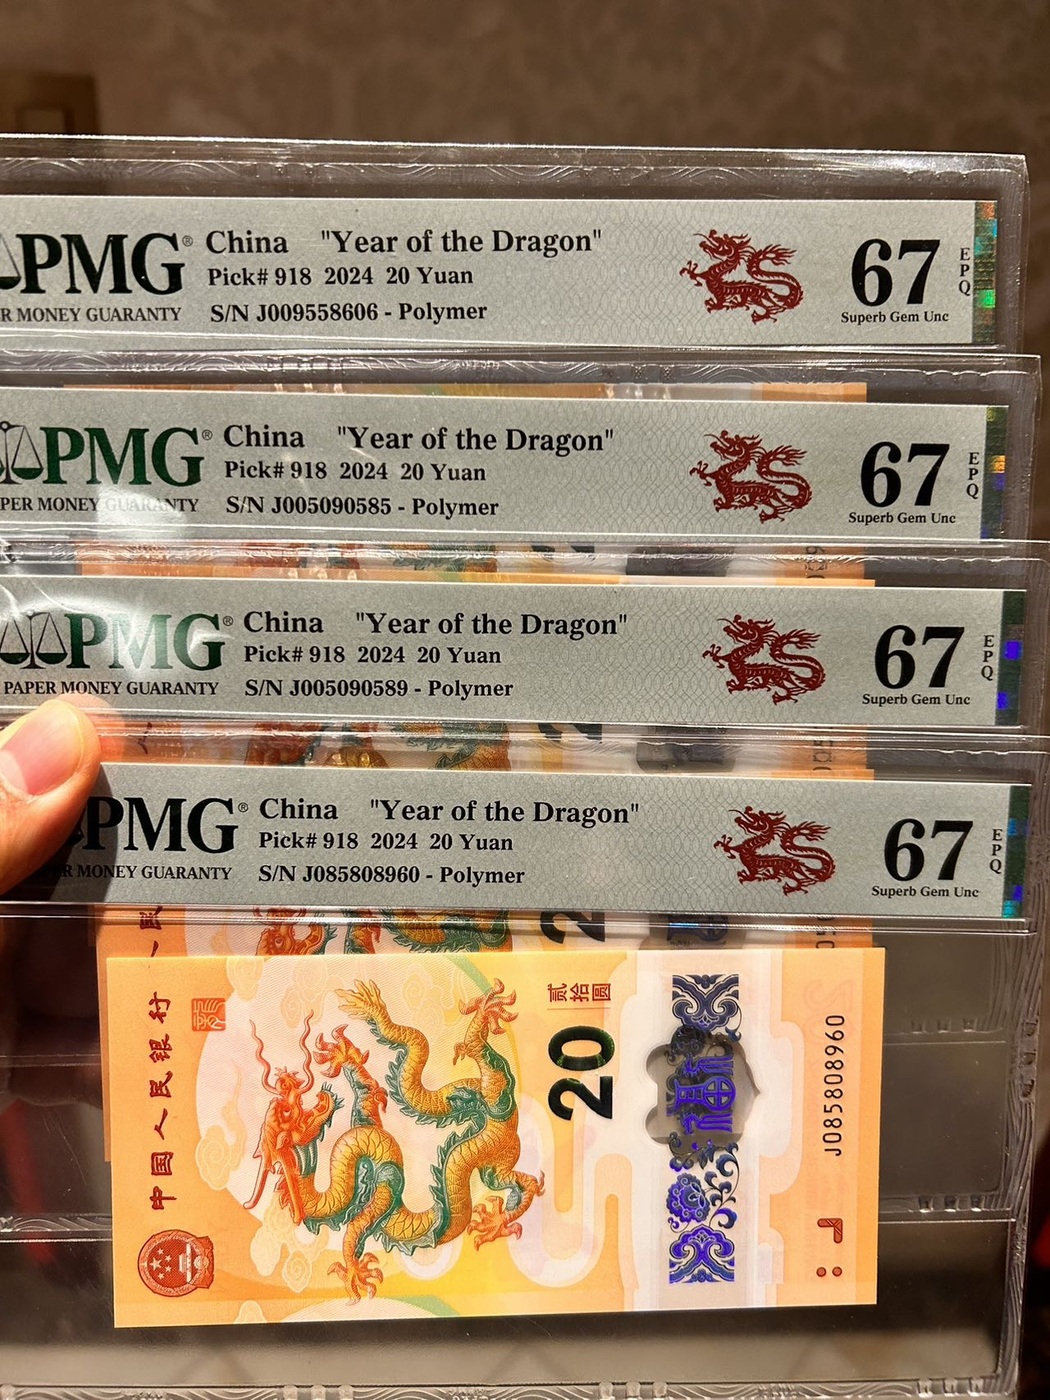 PMG® China "Year of the Dragon" 67 EPQ
Pick# 918 2024 20 Yuan
R MONEY GUARANTY S/N J009558606 - Polymer Superb Gem Unc
PMG® China "Year of the Dragon" 67 EPQ
Pick# 918 2024 20 Yuan
PER MONEY GUARANTY S/N J005090585 - Polymer Superb Gem Unc
PMG® China "Year of the Dragon" 67 EPQ
Pick# 918 2024 20 Yuan
PAPER MONEY GUARANTY S/N J005090589 - Polymer Superb Gem Unc
PMG® China "Year of the Dragon" 67 EPQ
Pick# 918 2024 20 Yuan
R MONEY GUARANTY S/N J085808960 - Polymer Superb Gem Unc
中国人民银行
贰拾圆
20
J085808960